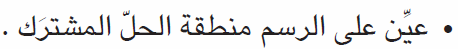 • عيِّن على الرسم منطقة الحلّ المشترَك .